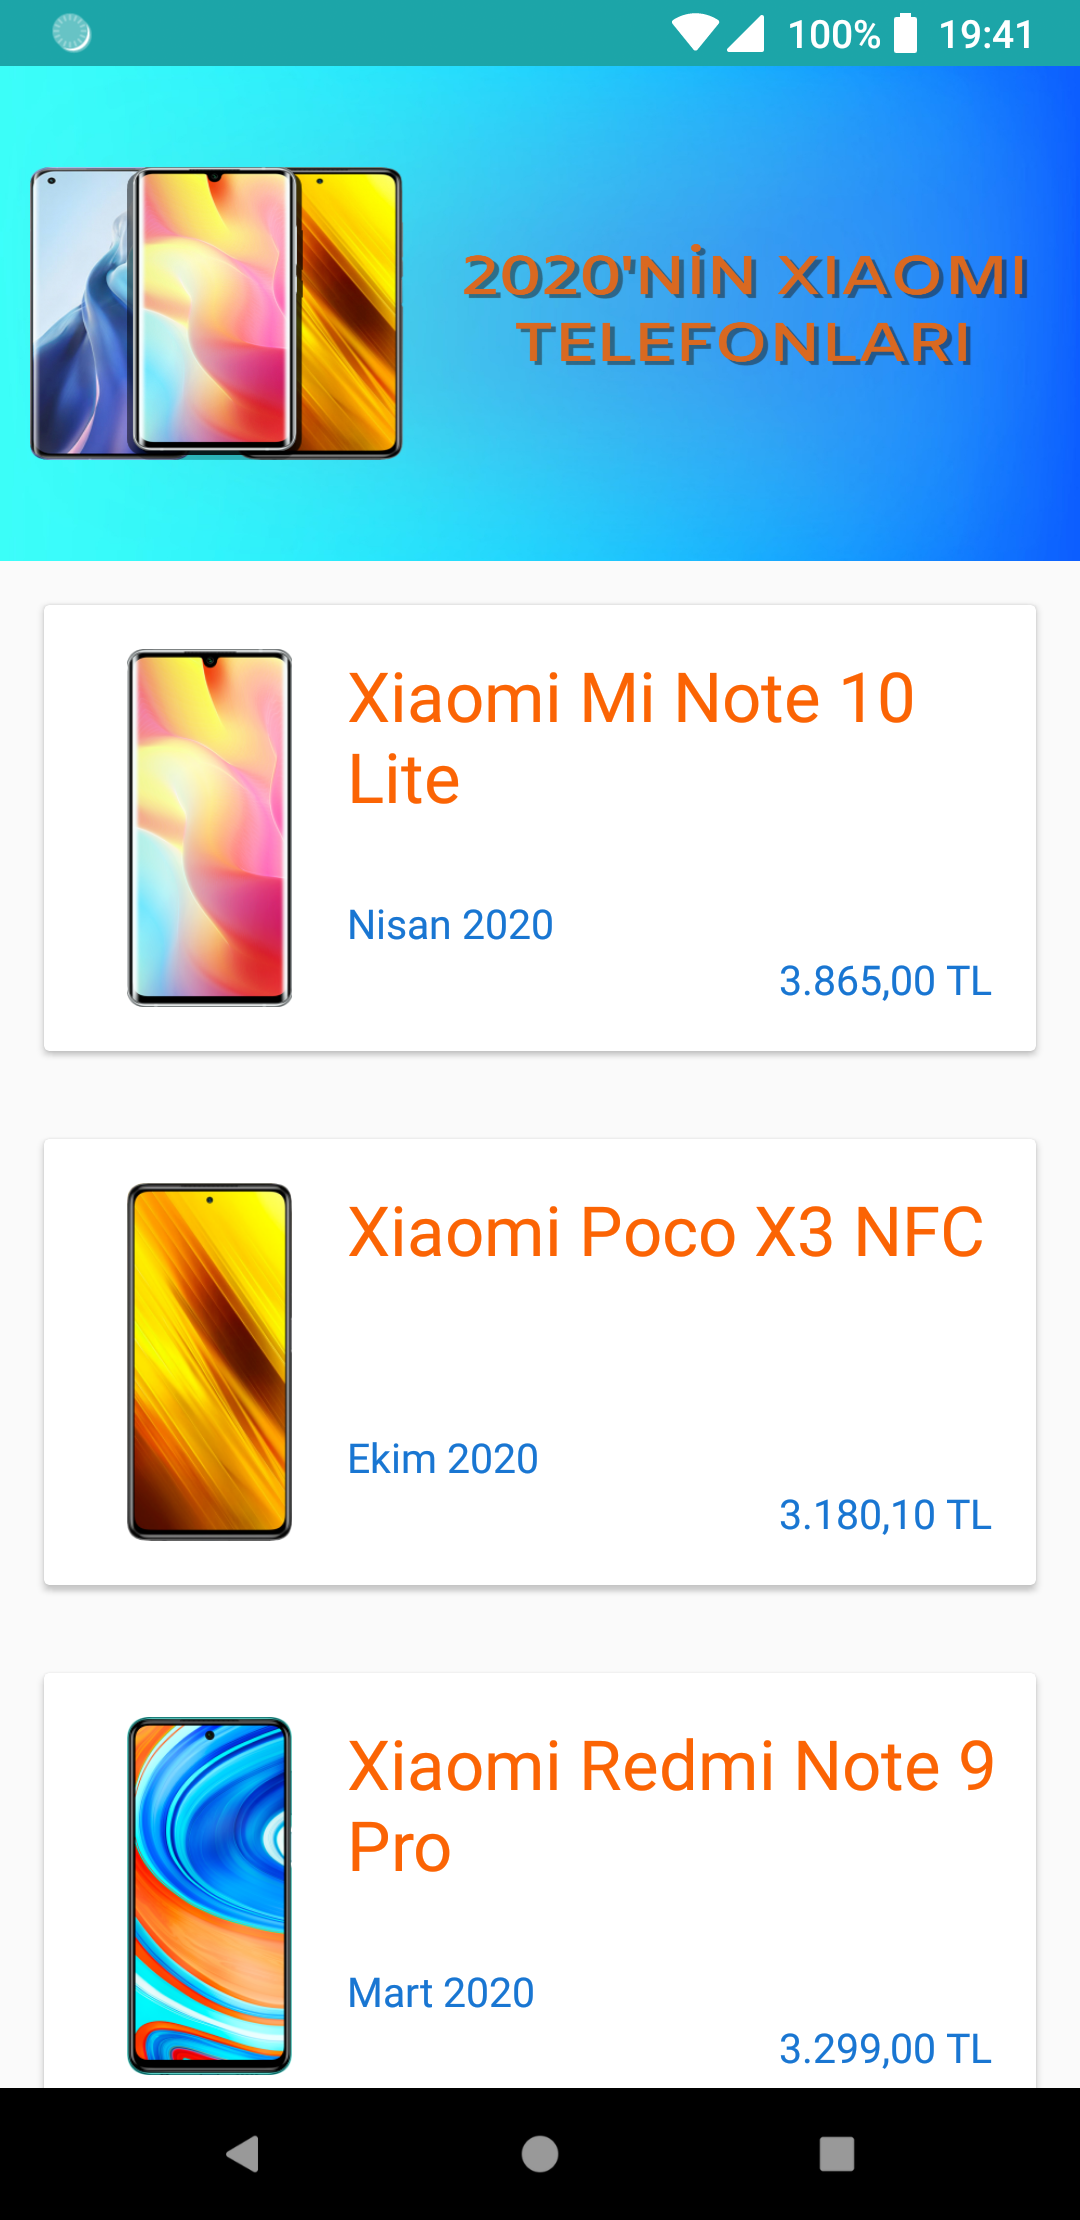 100% 19:41
2020'NİN XIAOMI
TELEFONLARI
Xiaomi Mi Note 10
Lite
Nisan 2020
3.865,00 TL
Xiaomi Poco X3 NFC
Ekim 2020
3.180,10 TL
Xiaomi Redmi Note 9
Pro
Mart 2020
3.299,00 TL